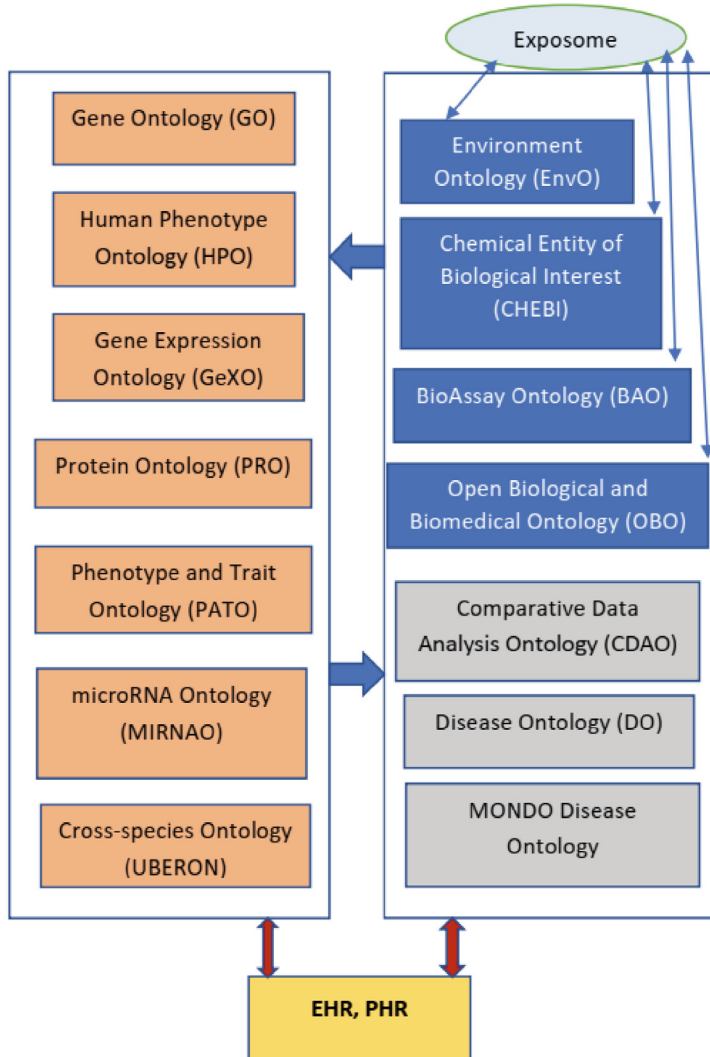 Exposome
Gene Ontology (GO)
Human Phenotype
Ontology (HPO)
Gene Expression
Ontology (GeXO)
Protein Ontology (PRO)
Phenotype and Trait
Ontology (PATO)
microRNA Ontology
(MIRNAO)
Cross-species Ontology
(UBERON)
Environment
Ontology (EnvO)
Chemical Entity of
Biological Interest
(CHEBI)
BioAssay Ontology (BAO)
Open Biological and
Biomedical Ontology (OBO)
Comparative Data
Analysis Ontology (CDAO)
Disease Ontology (DO)
MONDO Disease
Ontology
EHR, PHR